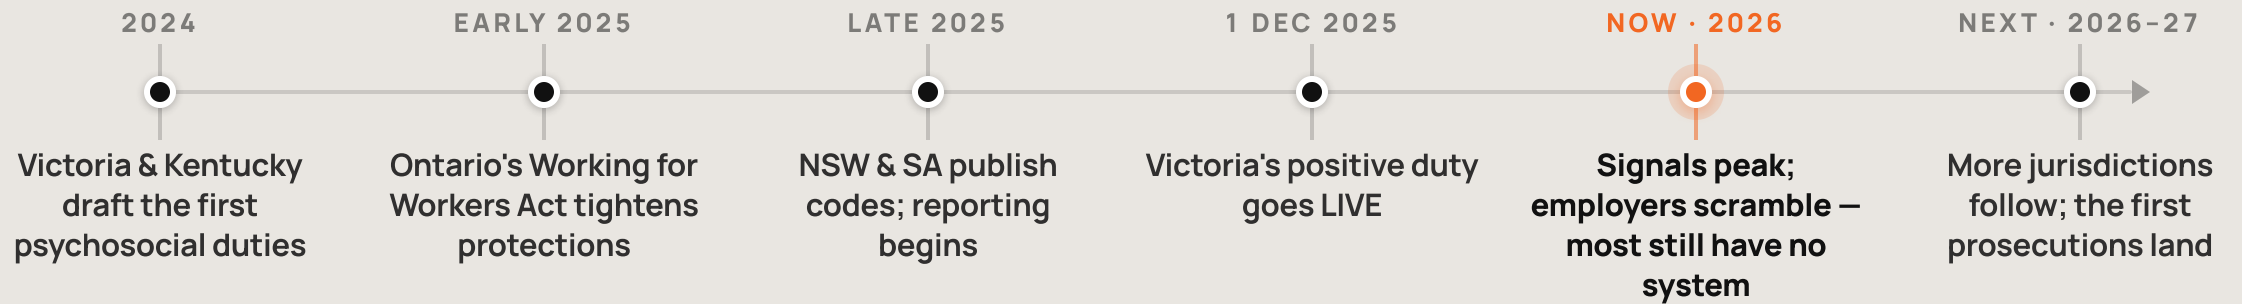 2024
Victoria & Kentucky
draft the first
psychosocial duties
EARLY 2025
Ontario's Working for
Workers Act tightens
protections
LATE 2025
NSW & SA publish
codes; reporting
begins
1 DEC 2025
Victoria's positive duty
goes LIVE
NOW · 2026
Signals peak;
employers scramble —
most still have no
system
NEXT · 2026–27
More jurisdictions
follow; the first
prosecutions land